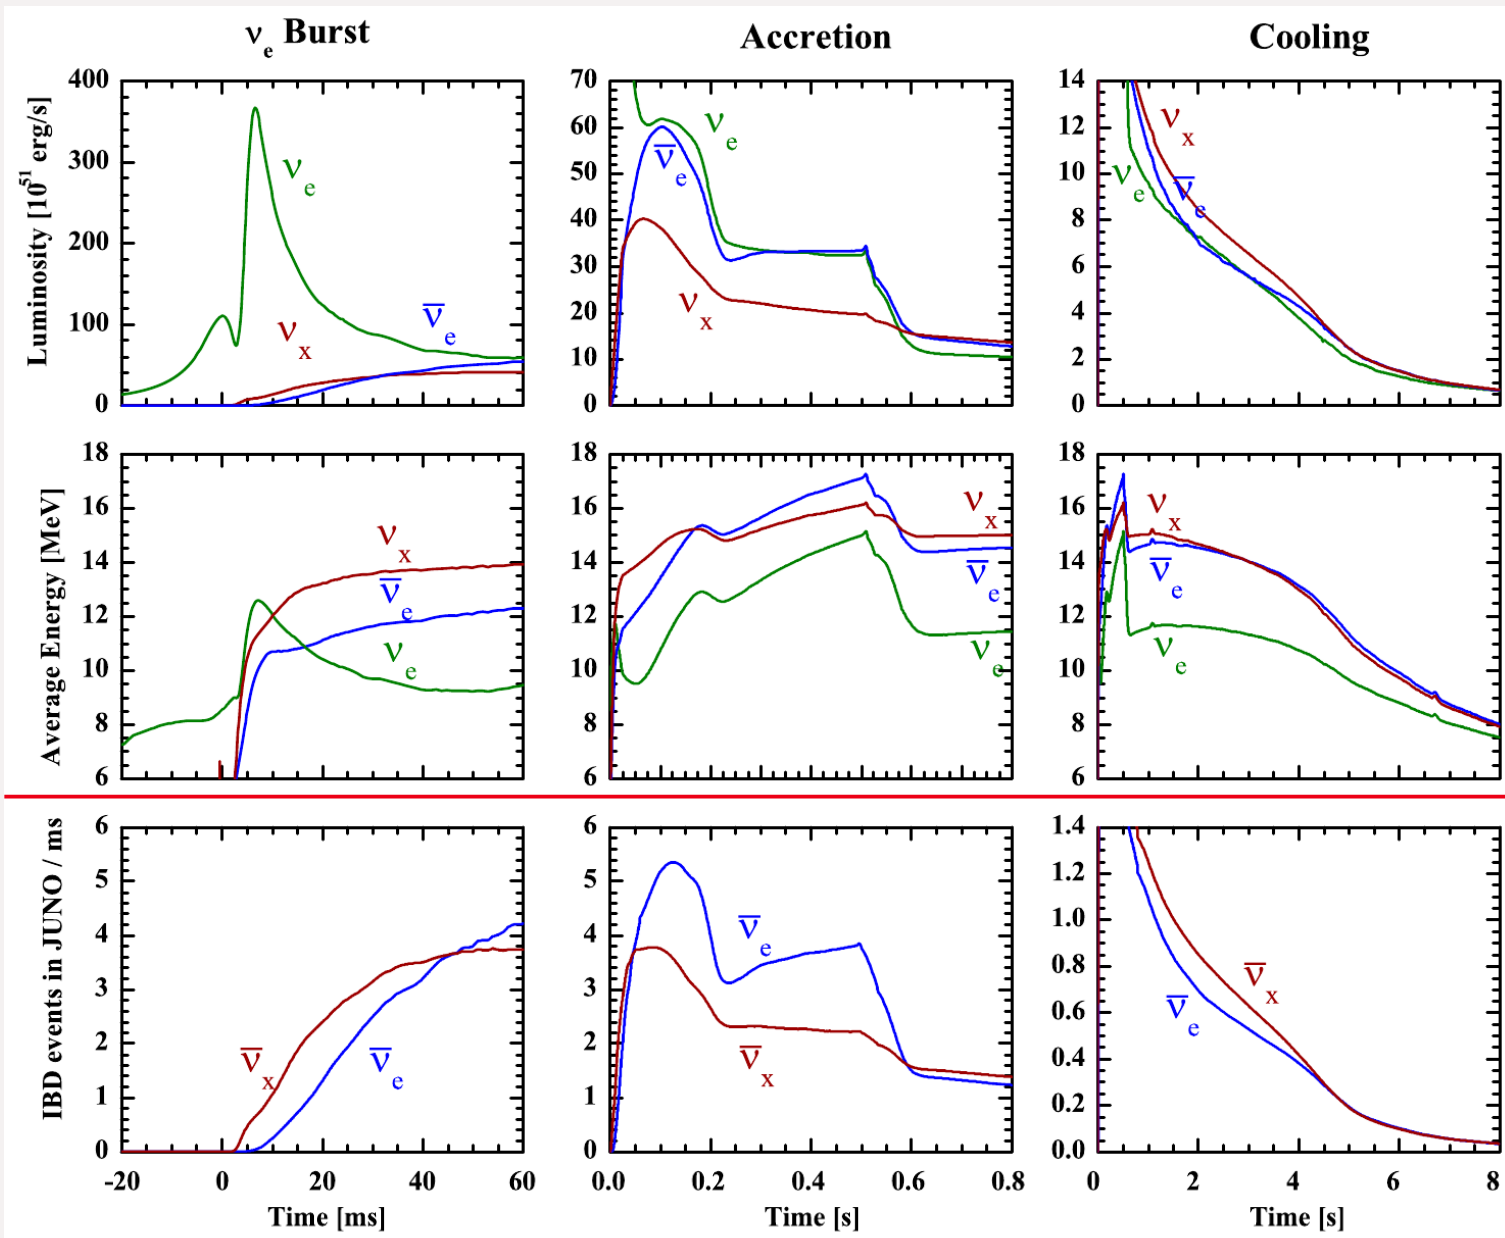 νe Burst
Accretion
Cooling
Luminosity [10^51 erg/s]
400
300
200
100
0
νe
νx
ν̅e
70
60
50
40
30
20
10
0
νe
ν̅e
νx
14
12
10
8
6
4
2
0
νx
νe
ν̅e
Average Energy [MeV]
18
16
14
12
10
8
6
νx
ν̅e
νe
18
16
14
12
10
8
6
νx
ν̅e
νe
18
16
14
12
10
8
6
νx
ν̅e
νe
IBD events in JUNO / ms
6
5
4
3
2
1
0
ν̅x
ν̅e
-20 0 20 40 60
Time [ms]
6
5
4
3
2
1
0
ν̅e
ν̅x
0.0 0.2 0.4 0.6 0.8
Time [s]
1.4
1.2
1.0
0.8
0.6
0.4
0.2
0.0
ν̅x
ν̅e
0 2 4 6 8
Time [s]